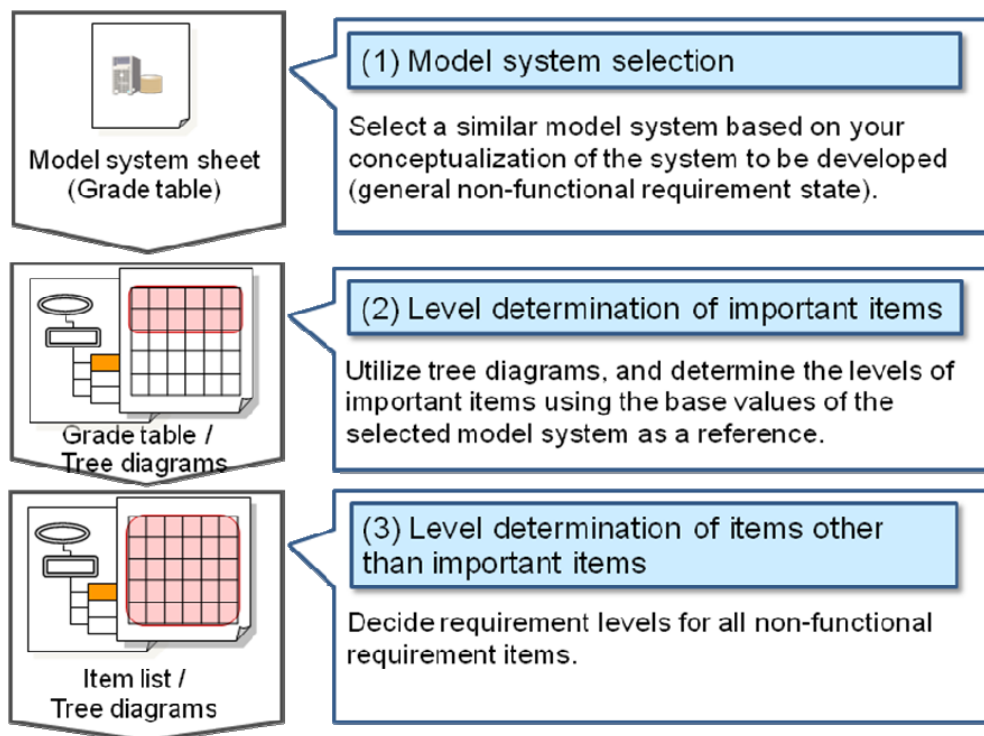 Model system sheet
(Grade table)
(1) Model system selection
Select a similar model system based on your
conceptualization of the system to be developed
(general non-functional requirement state).
Grade table /
Tree diagrams
(2) Level determination of important items
Utilize tree diagrams, and determine the levels of
important items using the base values of the
selected model system as a reference.
Item list /
Tree diagrams
(3) Level determination of items other
than important items
Decide requirement levels for all non-functional
requirement items.